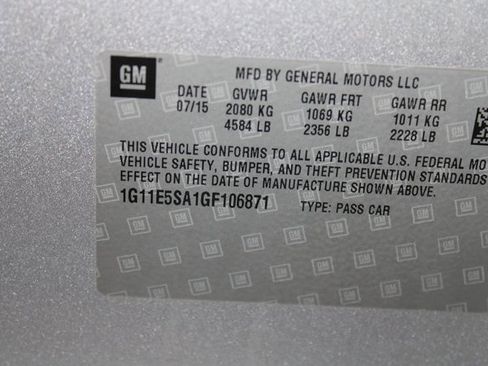 GM
MFD BY GENERAL MOTORS LLC
DATE GVWR GAWR FRT GAWR RR
07/15 2080 KG 1069 KG 1011 KG
4584 LB 2356 LB 2228 LB
THIS VEHICLE CONFORMS TO ALL APPLICABLE U.S. FEDERAL MO
VEHICLE SAFETY, BUMPER, AND THEFT PREVENTION STANDARDS
EFFECT ON THE DATE OF MANUFACTURE SHOWN ABOVE.
1G11E5SA1GF106871 TYPE: PASS CAR